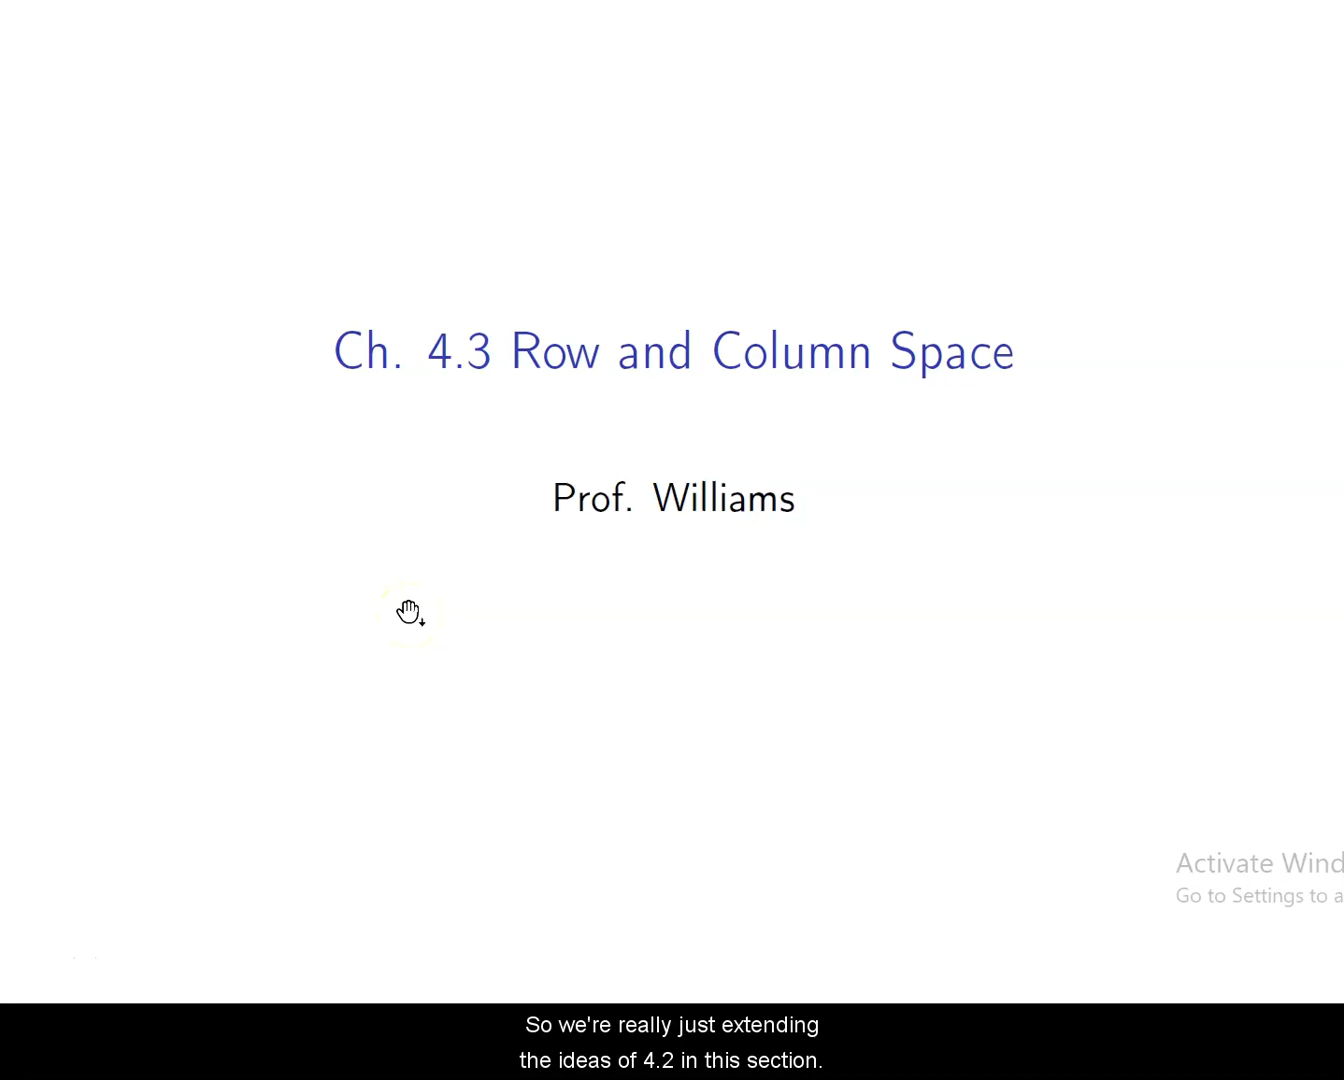 Ch. 4.3 Row and Column Space
Prof. Williams
Activate Wind
Go to Settings to a
So we're really just extending
the ideas of 4.2 in this section.